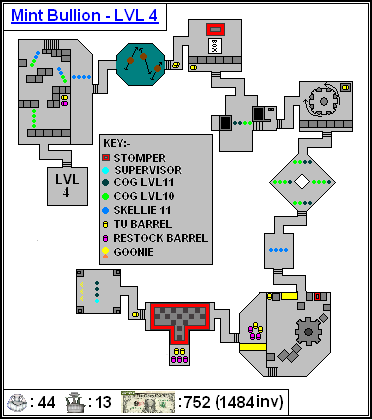 Mint Bullion - LVL 4
BOX
LVL
4
KEY:-
STOMPER
SUPERVISOR
COG LVL11
COG LVL10
SKELLIE 11
TU BARREL
RESTOCK BARREL
GOONIE
: 44 : 13 :752 (1484inv)